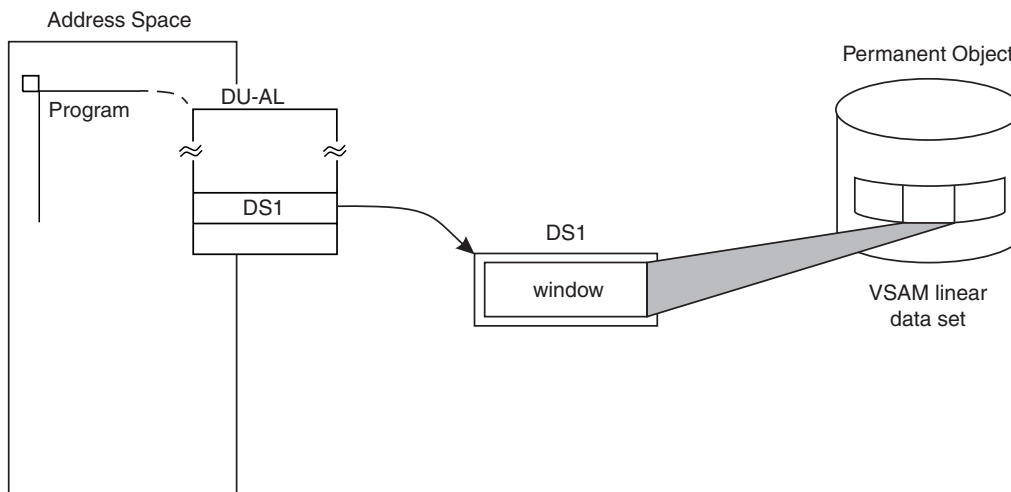 Address Space
Program
DU-AL
DS1
DS1
window
Permanent Object
VSAM linear
data set